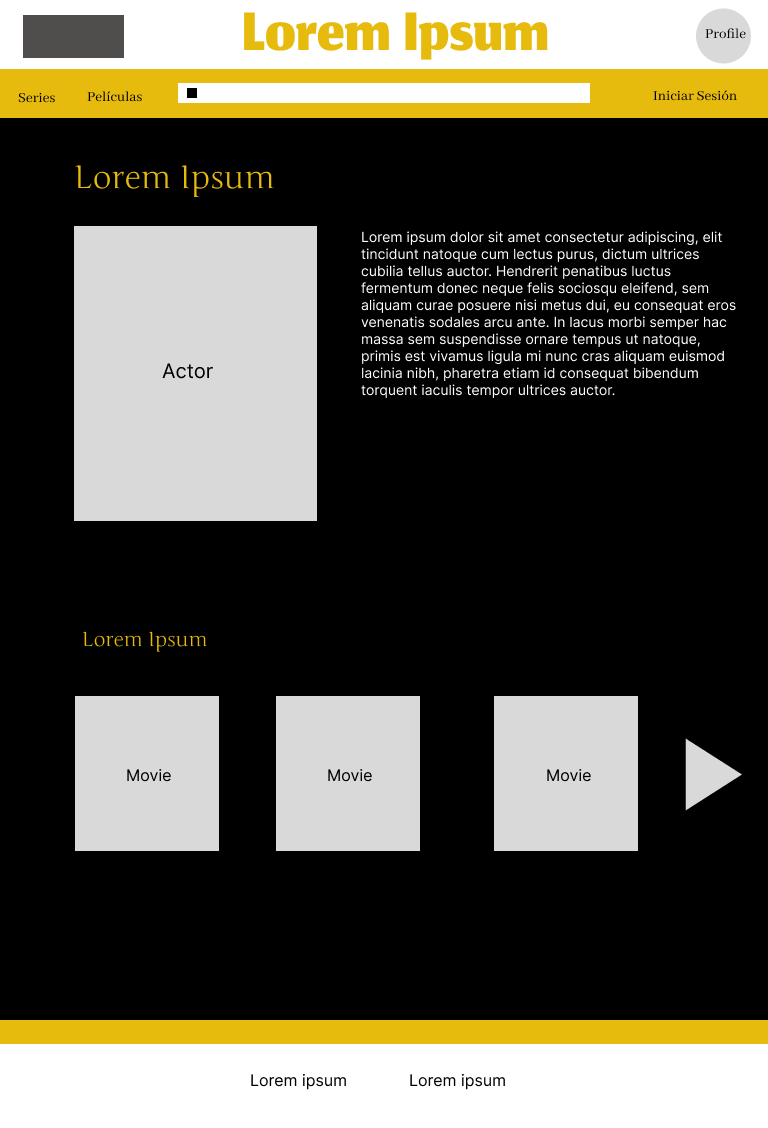 Lorem Ipsum
Profile
Series
Películas
Iniciar Sesión
Lorem Ipsum
Actor
Lorem ipsum dolor sit amet consectetur adipiscing, elit
tincidunt natoque cum lectus purus, dictum ultrices
cubilia tellus auctor. Hendrerit penatibus luctus
fermentum donec neque felis sociosqu eleifend, sem
aliquam curae posuere nisi metus dui, eu consequat eros
venenatis sodales arcu ante. In lacus morbi semper hac
massa sem suspendisse ornare tempus ut natoque,
primis est vivamus ligula mi nunc cras aliquam euismod
lacinia nibh, pharetra etiam id consequat bibendum
torquent iaculis tempor ultrices auctor.
Lorem Ipsum
Movie
Movie
Movie
Lorem ipsum
Lorem ipsum